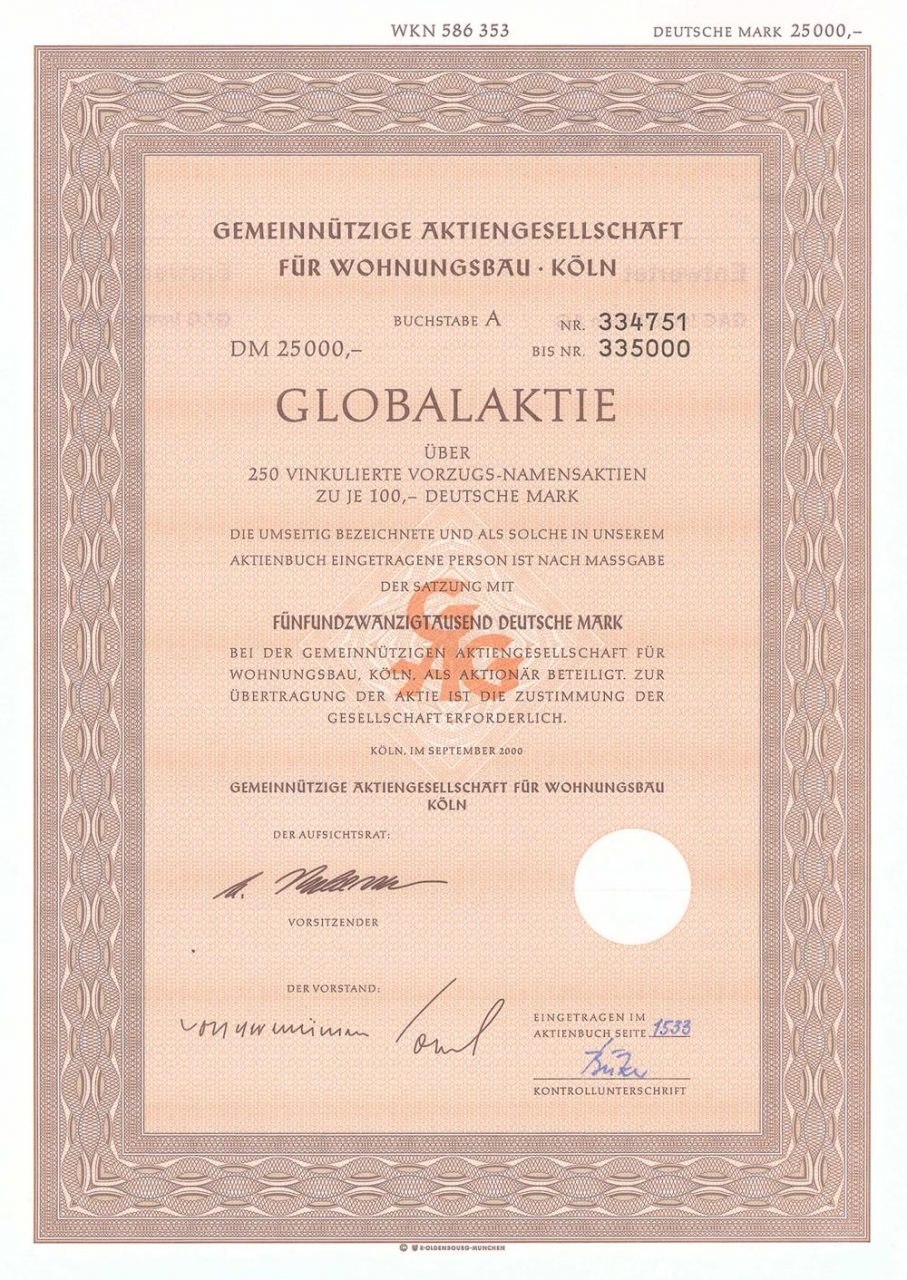 WKN 586 353
DEUTSCHE MARK 25000,–
GEMEINNÜTZIGE AKTIENGESELLSCHAFT
FÜR WOHNUNGSBAU · KÖLN
BUCHSTABE A
NR. 334751
DM 25000,–
BIS NR. 335000
GLOBALAKTIE
ÜBER
250 VINKULIERTE VORZUGS-NAMENSAKTIEN
ZU JE 100,– DEUTSCHE MARK
DIE UMSEITIG BEZEICHNETE UND ALS SOLCHE IN UNSEREM
AKTIENBUCH EINGETRAGENE PERSON IST NACH MASSGABE
DER SATZUNG MIT
FÜNFUNDZWANZIGTAUSEND DEUTSCHE MARK
BEI DER GEMEINNÜTZIGEN AKTIENGESELLSCHAFT FÜR
WOHNUNGSBAU, KÖLN, ALS AKTIONÄR BETEILIGT. ZUR
ÜBERTRAGUNG DER AKTIE IST DIE ZUSTIMMUNG DER
GESELLSCHAFT ERFORDERLICH.
GAG
KÖLN, IM SEPTEMBER 2000
GEMEINNÜTZIGE AKTIENGESELLSCHAFT FÜR WOHNUNGSBAU
KÖLN
DER AUFSICHTSRAT:
VORSITZENDER
DER VORSTAND:
EINGETRAGEN IM
AKTIENBUCH SEITE 1533
KONTROLLUNTERSCHRIFT
© R·OLDENBOURG·MÜNCHEN